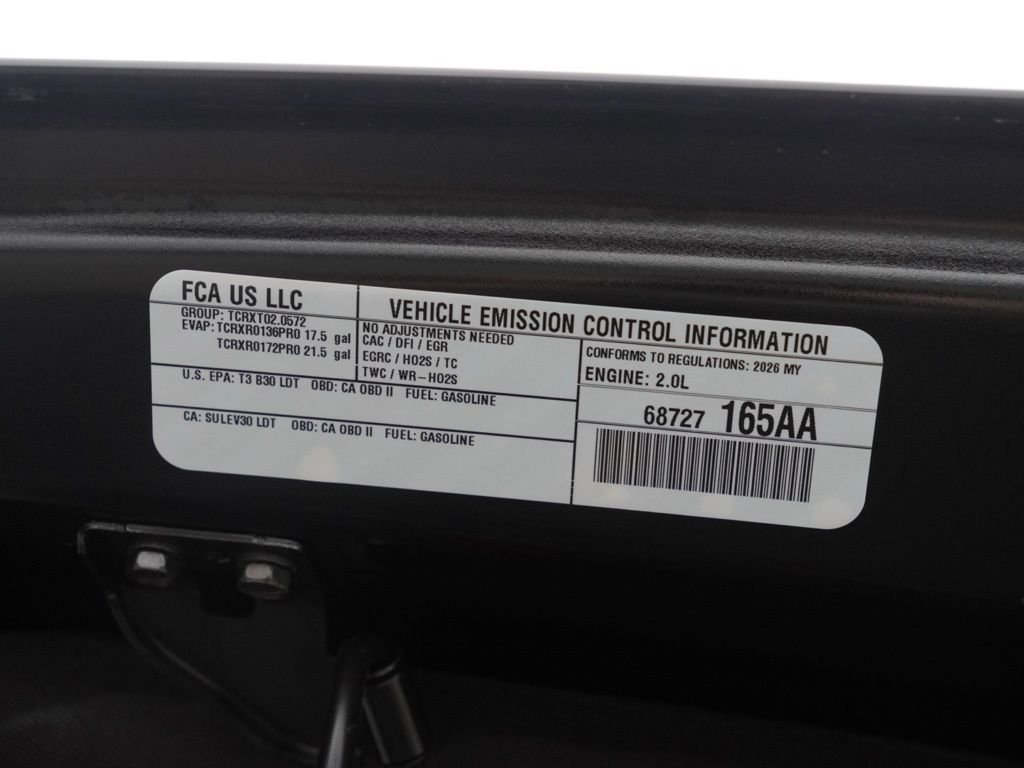 FCA US LLC
GROUP: TCRXT02.0572
EVAP: TCRXR0136PR0 17.5 gal
TCRXR0172PR0 21.5 gal
VEHICLE EMISSION CONTROL INFORMATION
NO ADJUSTMENTS NEEDED
CAC / DFI / EGR
EGRC / HO2S / TC
TWC / WR-HO2S
CONFORMS TO REGULATIONS: 2026 MY
ENGINE: 2.0L
U.S. EPA: T3 B30 LDT OBD: CA OBD II FUEL: GASOLINE
CA: SULEV30 LDT OBD: CA OBD II FUEL: GASOLINE
68727 165AA